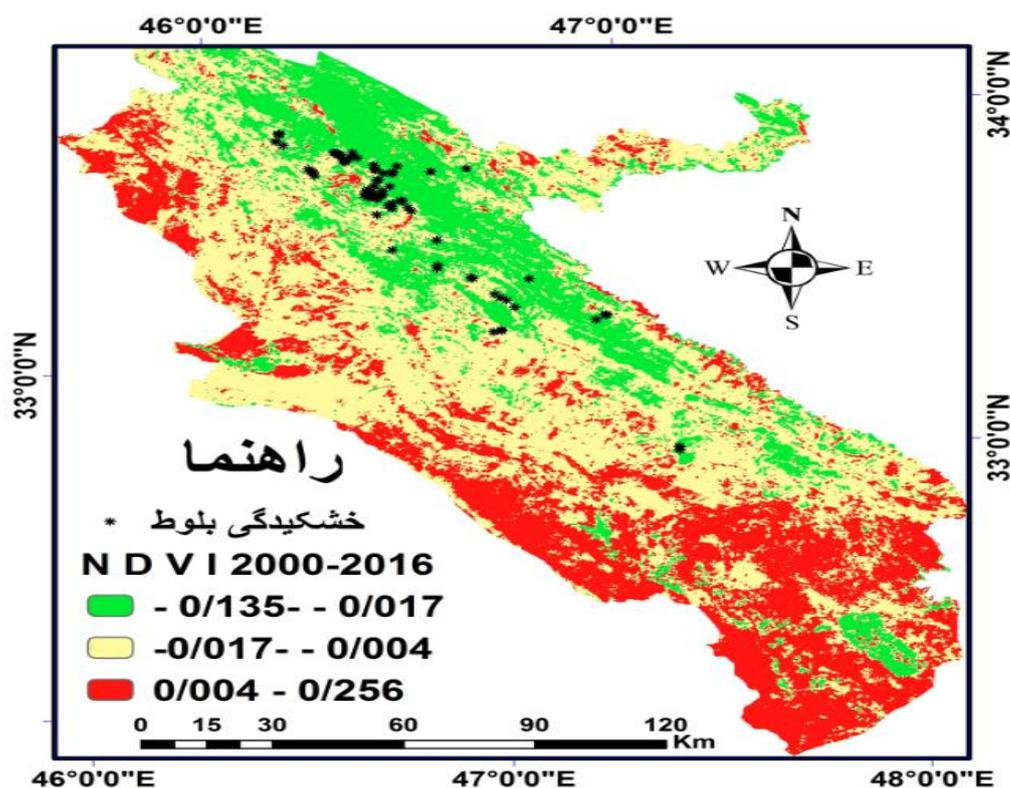 46°0'0"E 47°0'0"E
34°0'0"N
N
W E
S
33°0'0"N
33°0'0"N
راهنما
خشکیدگی بلوط
N D V I 2000-2016
- 0/135- - 0/017
-0/017- - 0/004
0/004 - 0/256
0 15 30 60 90 120
Km
46°0'0"E 47°0'0"E 48°0'0"E